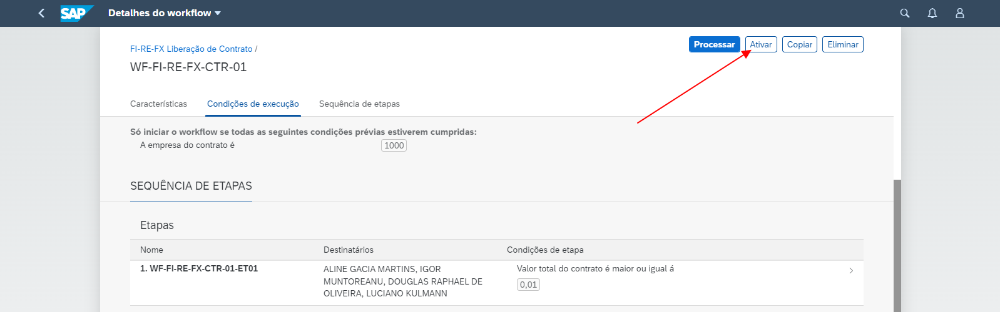 SAP Detalhes do workflow
FI-RE-FX Liberação de Contrato /
Processar Ativar Copiar Eliminar
WF-FI-RE-FX-CTR-01
Características Condições de execução Sequência de etapas
Só iniciar o workflow se todas as seguintes condições prévias estiverem cumpridas:
A empresa do contrato é 1000
SEQUÊNCIA DE ETAPAS
Etapas
Nome Destinatários Condições de etapa
1. WF-FI-RE-FX-CTR-01-ET01 ALINE GACIA MARTINS, IGOR Valor total do contrato é maior ou igual á
MUNTOREANU, DOUGLAS RAPHAEL DE 0,01
OLIVEIRA, LUCIANO KULMANN